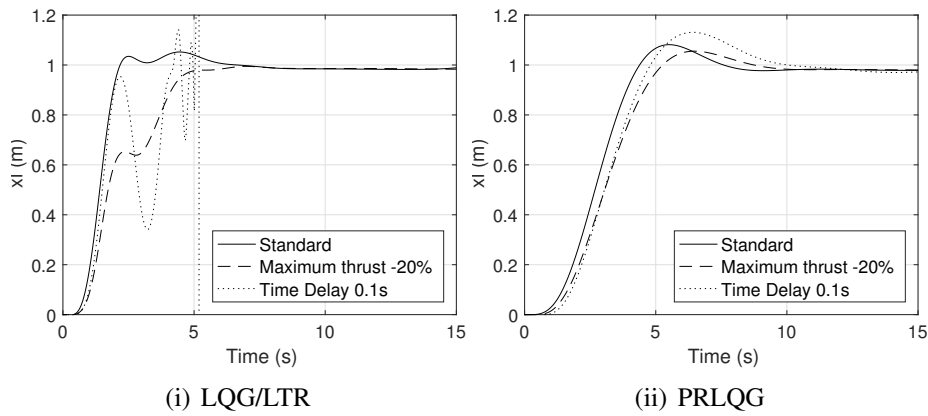 1.2
1
0.8
0.6
0.4
0.2
0
xI (m)
0
5
10
15
Time (s)
Standard
Maximum thrust -20%
Time Delay 0.1s
(i) LQG/LTR
1.2
1
0.8
0.6
0.4
0.2
0
xI (m)
0
5
10
15
Time (s)
Standard
Maximum thrust -20%
Time Delay 0.1s
(ii) PRLQG